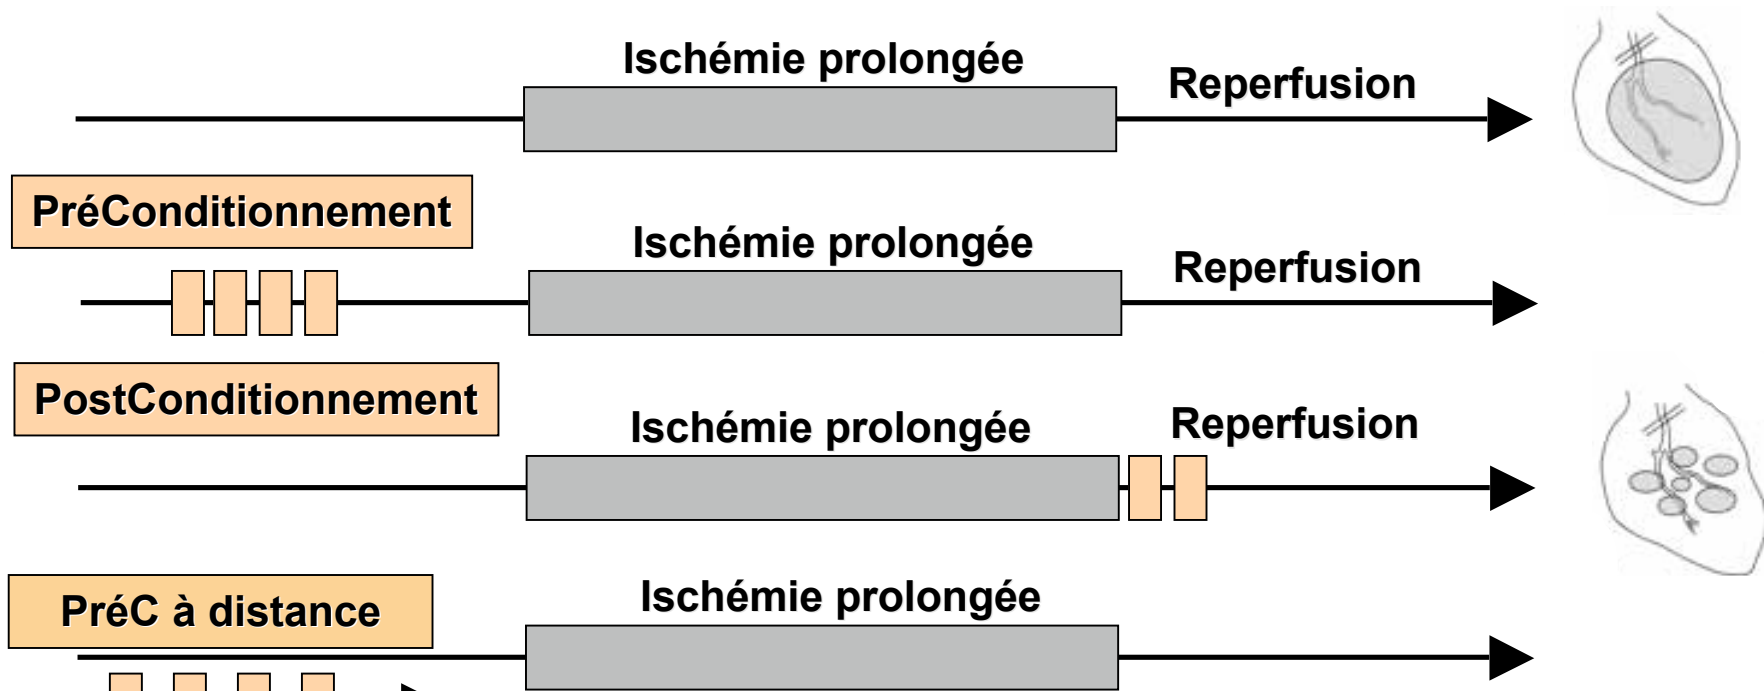 Ischémie prolongée
Reperfusion
PréConditionnement
Ischémie prolongée
Reperfusion
PostConditionnement
Ischémie prolongée
Reperfusion
PréC à distance
Ischémie prolongée